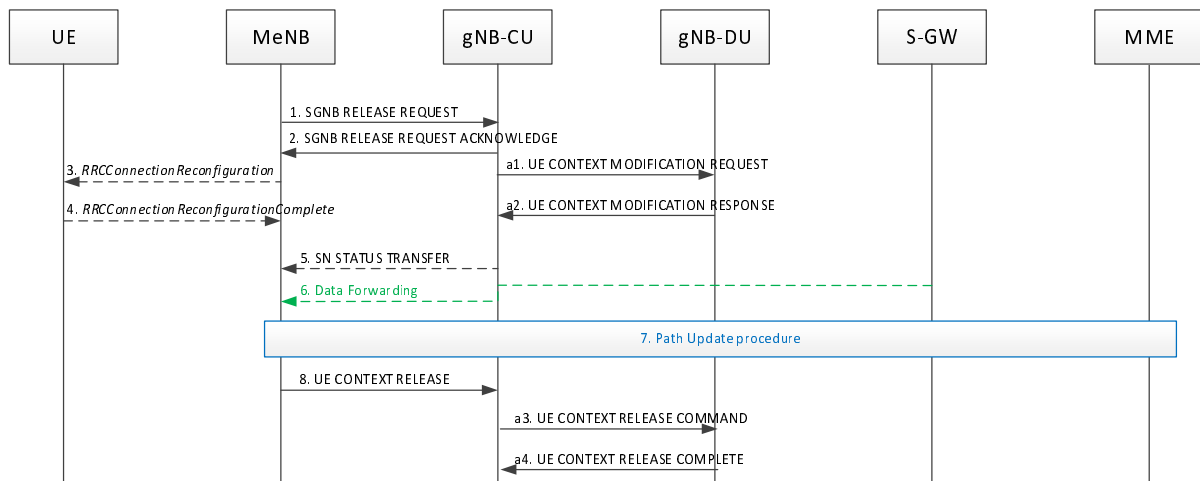 UE
MeNB
gNB-CU
gNB-DU
S-GW
MME
1. SGNB RELEASE REQUEST
2. SGNB RELEASE REQUEST ACKNOWLEDGE
a1. UE CONTEXT MODIFICATION REQUEST
3. RRCConnectionReconfiguration
a2. UE CONTEXT MODIFICATION RESPONSE
4. RRCConnectionReconfigurationComplete
5. SN STATUS TRANSFER
6. Data Forwarding
7. Path Update procedure
8. UE CONTEXT RELEASE
a3. UE CONTEXT RELEASE COMMAND
a4. UE CONTEXT RELEASE COMPLETE